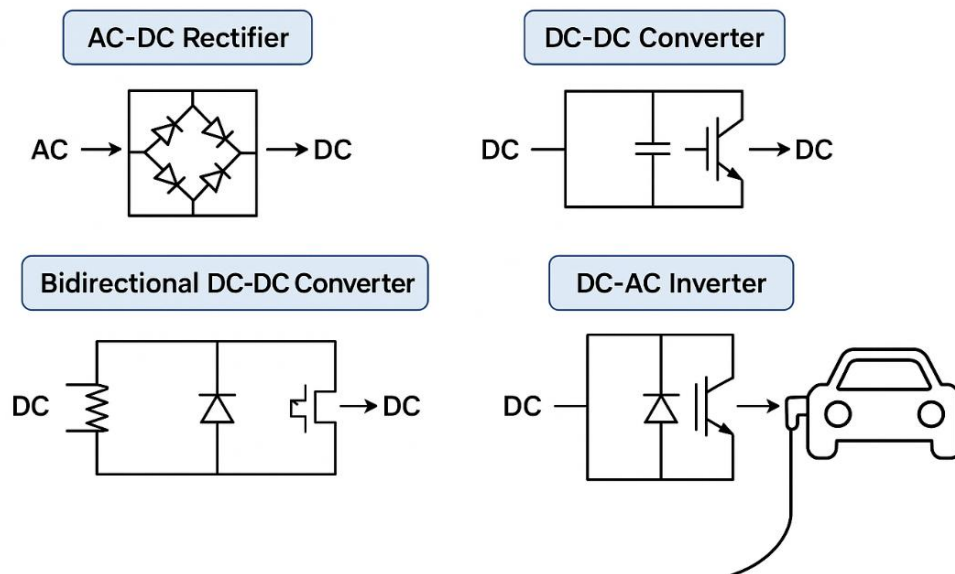 AC-DC Rectifier
DC-DC Converter
AC
DC
DC
DC
Bidirectional DC-DC Converter
DC-AC Inverter
DC
DC
DC